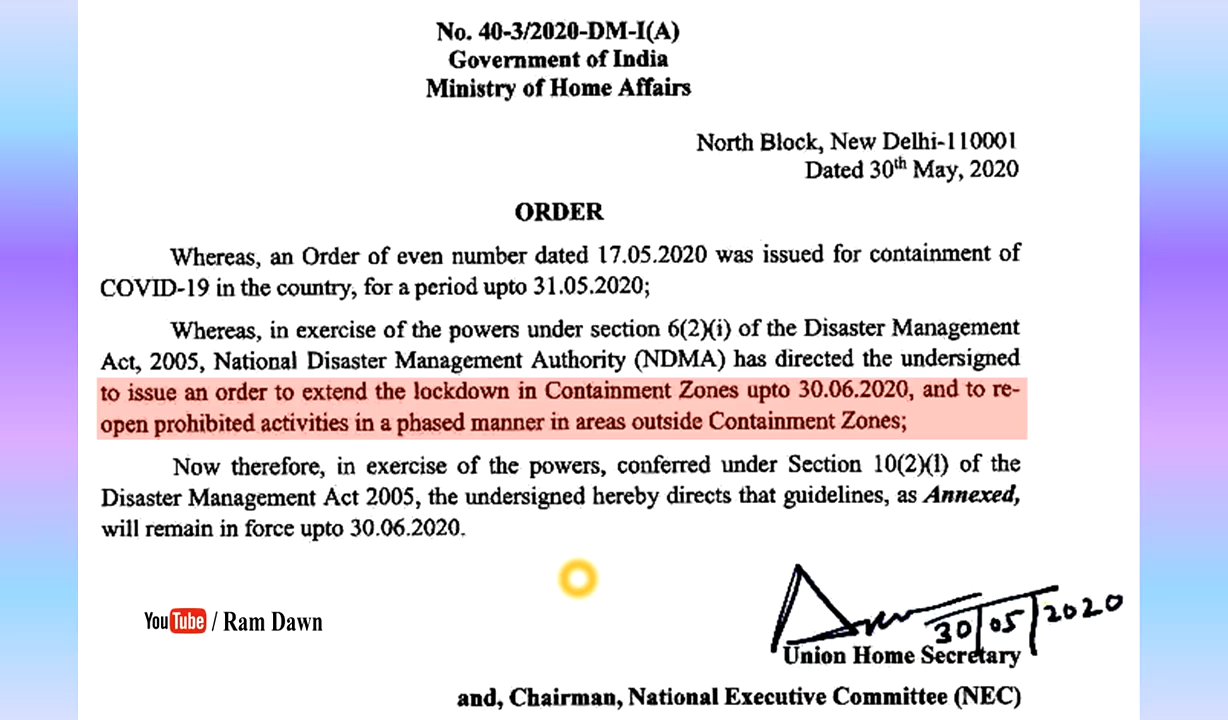 No. 40-3/2020-DM-I(A)
Government of India
Ministry of Home Affairs
North Block, New Delhi-110001
Dated 30th May, 2020
ORDER
Whereas, an Order of even number dated 17.05.2020 was issued for containment of
COVID-19 in the country, for a period upto 31.05.2020;
Whereas, in exercise of the powers under section 6(2)(i) of the Disaster Management
Act, 2005, National Disaster Management Authority (NDMA) has directed the undersigned
to issue an order to extend the lockdown in Containment Zones upto 30.06.2020, and to re-
open prohibited activities in a phased manner in areas outside Containment Zones;
Now therefore, in exercise of the powers, conferred under Section 10(2)(l) of the
Disaster Management Act 2005, the undersigned hereby directs that guidelines, as Annexed,
will remain in force upto 30.06.2020.
30/05/2020
YouTube / Ram Dawn
Union Home Secretary
and, Chairman, National Executive Committee (NEC)